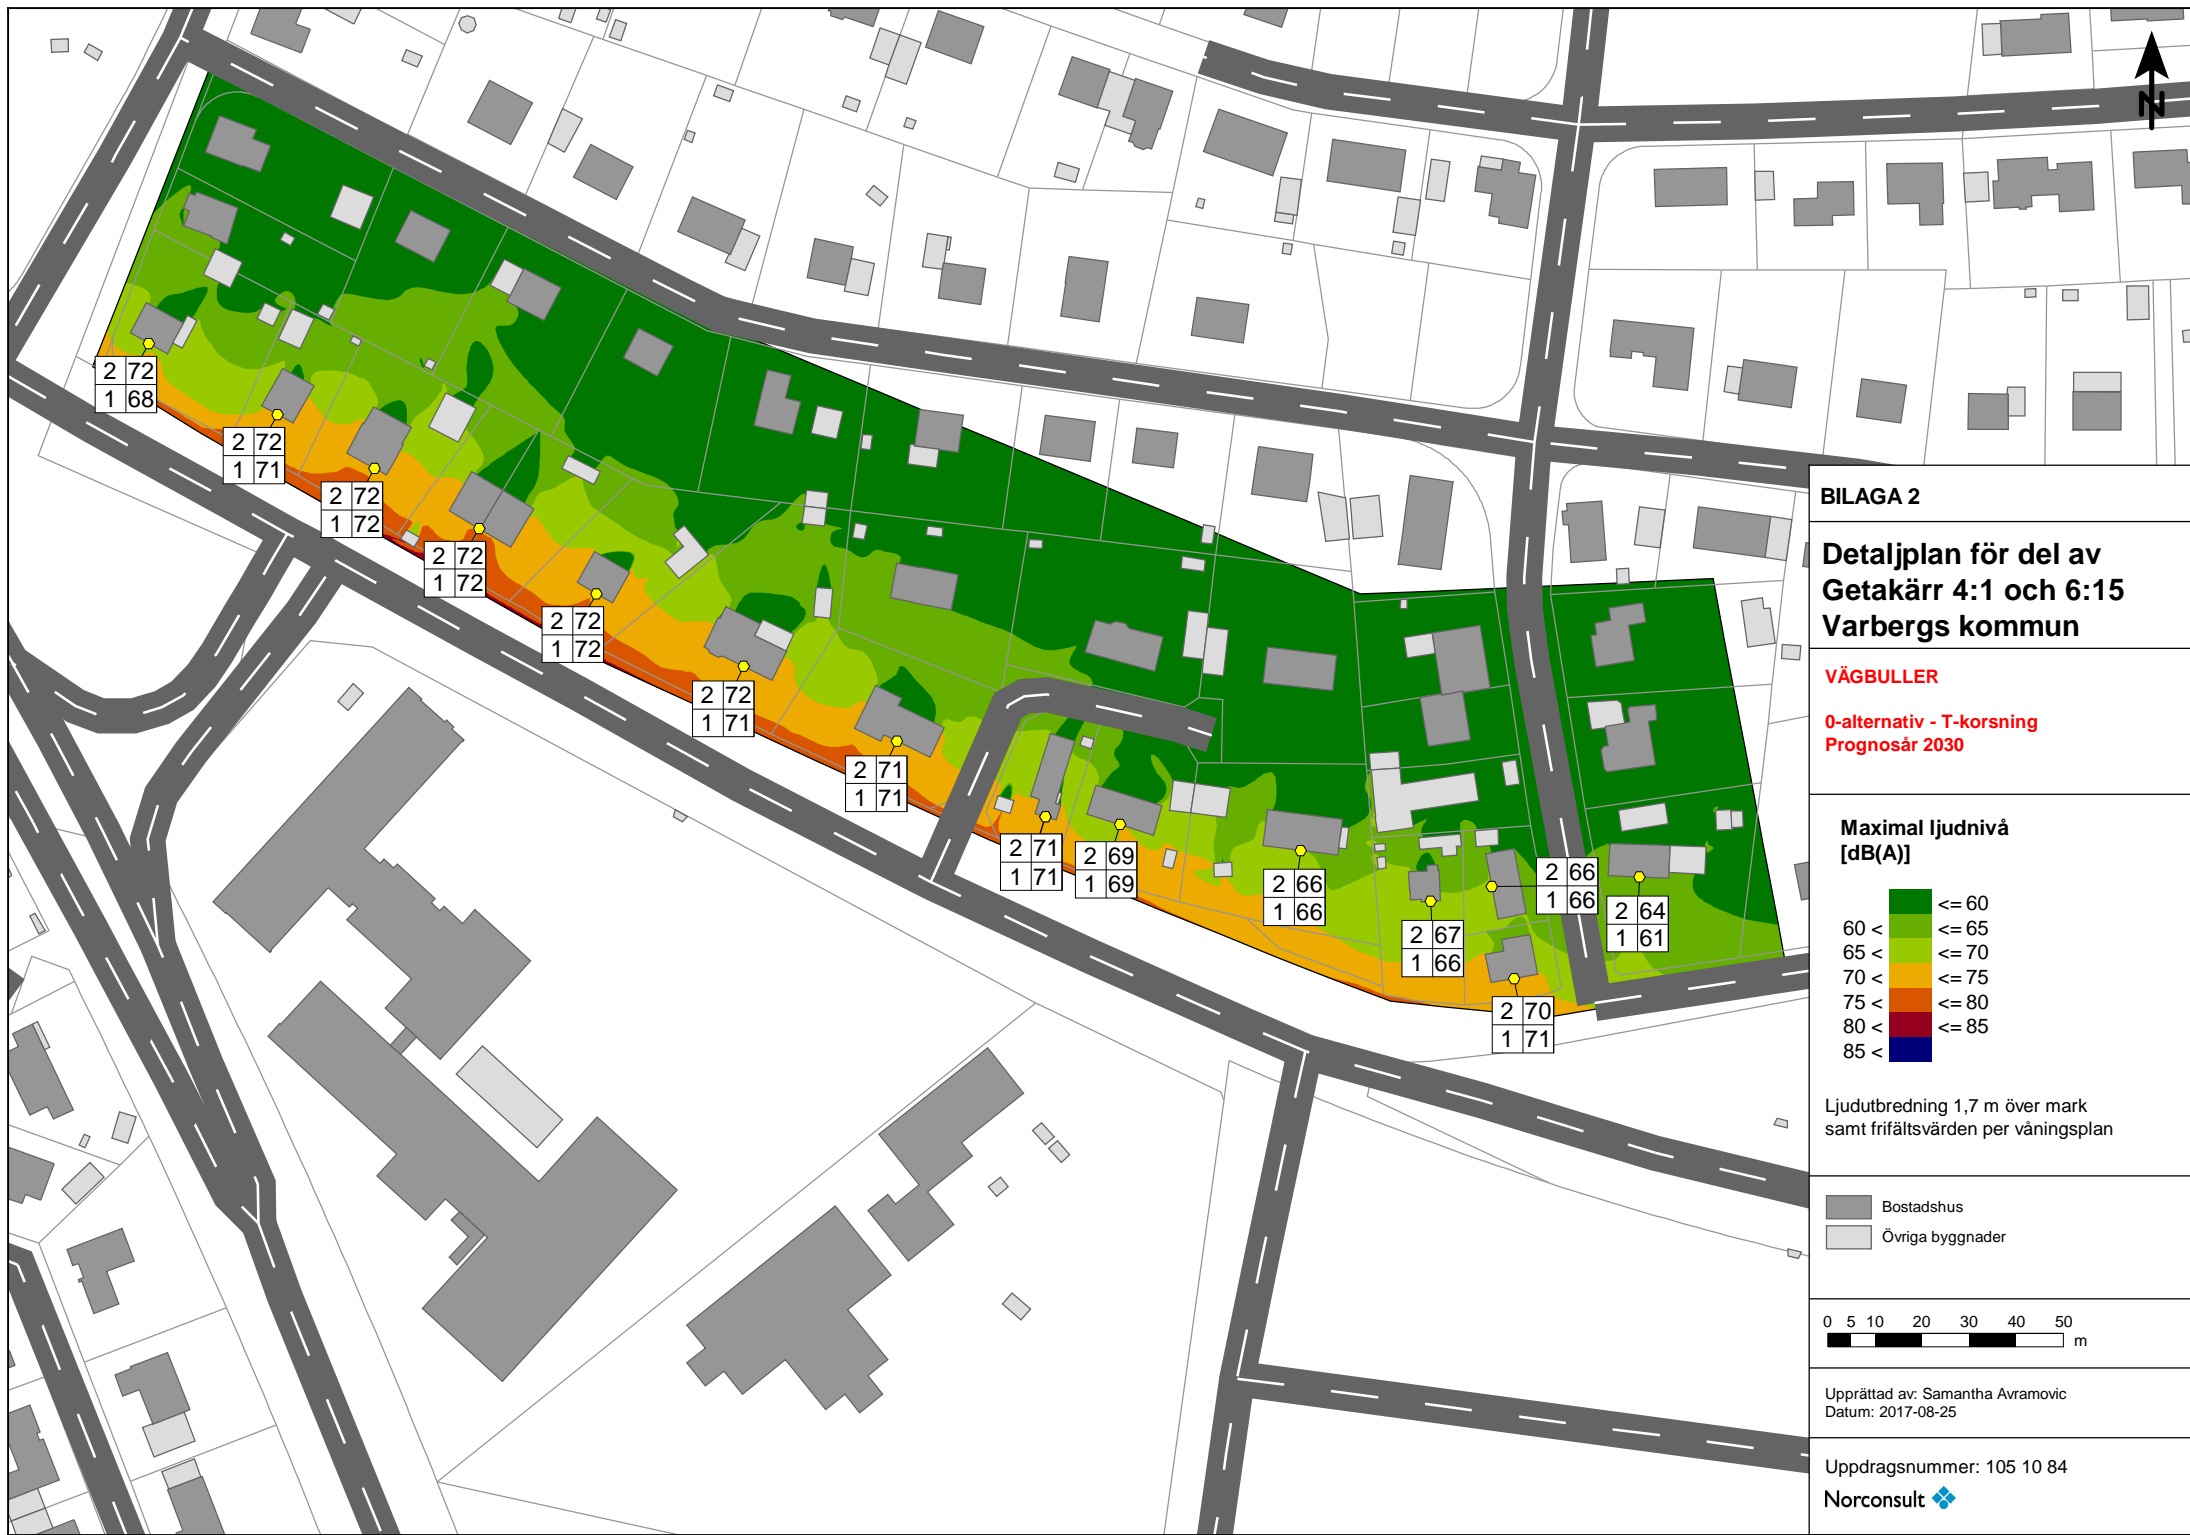 N
2 72
1 68
2 72
1 71
2 72
1 72
2 72
1 72
2 72
1 72
2 72
1 71
2 71
1 71
2 71
1 71
2 69
1 69
2 66
1 66
2 67
1 66
2 66
1 66
2 64
1 61
2 70
1 71
BILAGA 2
Detaljplan för del av
Getakärr 4:1 och 6:15
Varbergs kommun
VÄGBULLER
0-alternativ - T-korsning
Prognosår 2030
Maximal ljudnivå
[dB(A)]
<= 60
60 < <= 65
65 < <= 70
70 < <= 75
75 < <= 80
80 < <= 85
85 <
Ljudutbredning 1,7 m över mark
samt frifältsvärden per våningsplan
Bostadshus
Övriga byggnader
0 5 10 20 30 40 50
m
Upprättad av: Samantha Avramovic
Datum: 2017-08-25
Uppdragsnummer: 105 10 84
Norconsult